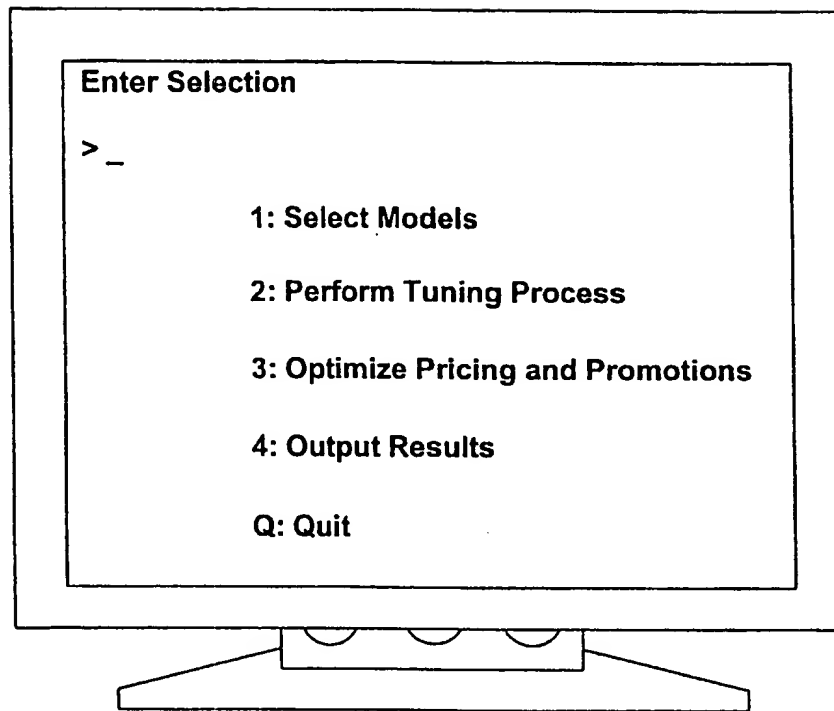 Enter Selection
> _
1: Select Models
2: Perform Tuning Process
3: Optimize Pricing and Promotions
4: Output Results
Q: Quit